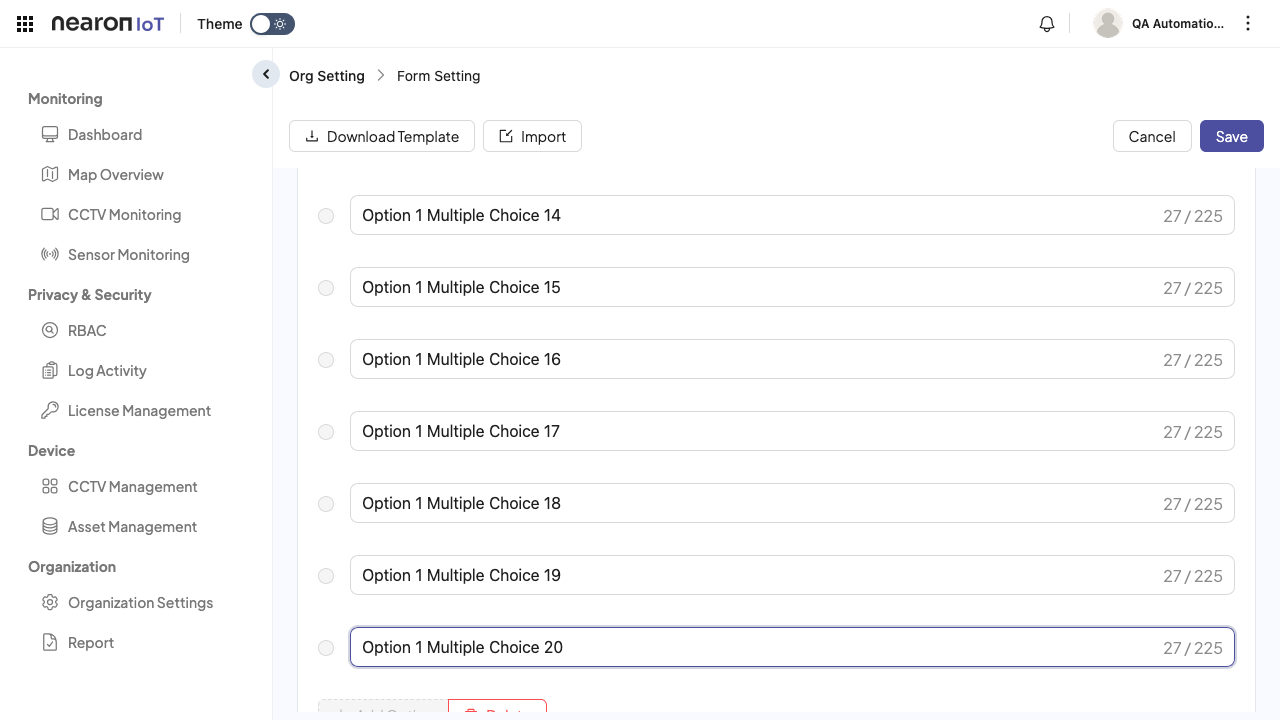 nearon IoT
Theme
QA Automatio...
Org Setting
Form Setting
Monitoring
Dashboard
Map Overview
CCTV Monitoring
Sensor Monitoring
Privacy & Security
RBAC
Log Activity
License Management
Device
CCTV Management
Asset Management
Organization
Organization Settings
Report
Download Template
Import
Cancel
Save
Option 1 Multiple Choice 14 27 / 225
Option 1 Multiple Choice 15 27 / 225
Option 1 Multiple Choice 16 27 / 225
Option 1 Multiple Choice 17 27 / 225
Option 1 Multiple Choice 18 27 / 225
Option 1 Multiple Choice 19 27 / 225
Option 1 Multiple Choice 20 27 / 225